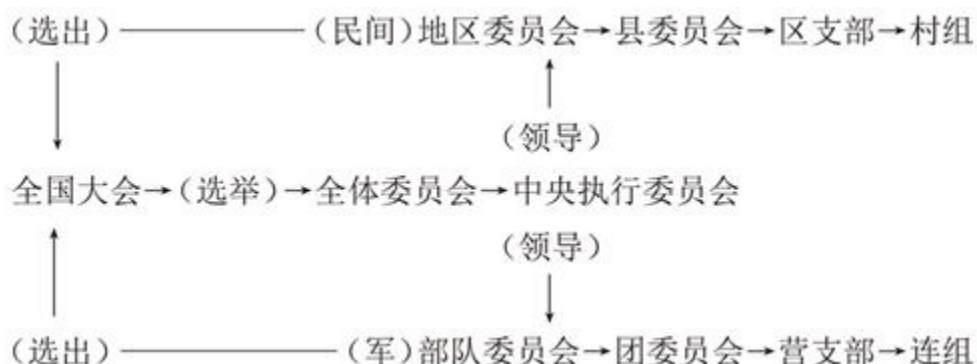 （选出）————（民间）地区委员会→县委员会→区支部→村组
（领导）
全国大会→（选举）→全体委员会→中央执行委员会
（领导）
（选出）————（军）部队委员会→团委员会→营支部→连组